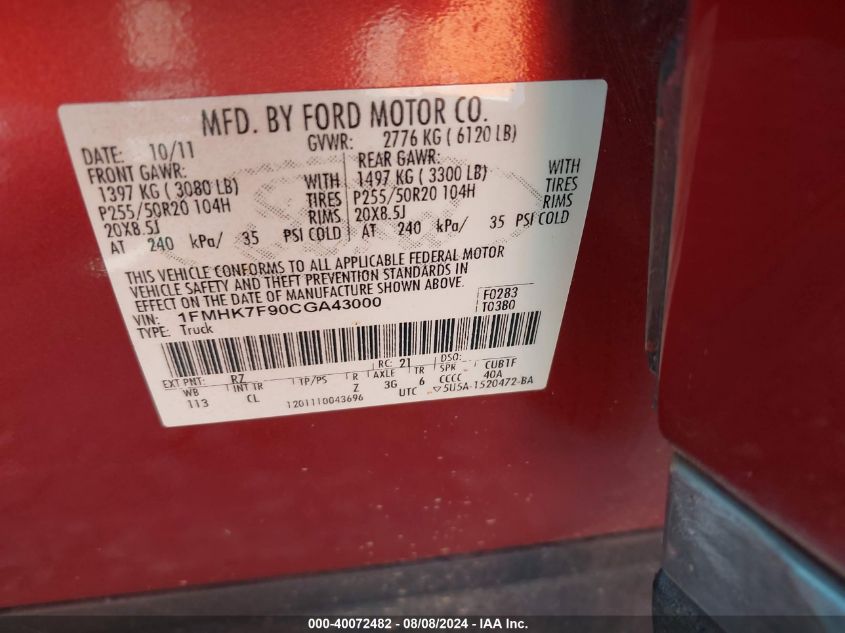 MFD. BY FORD MOTOR CO.
DATE: 10/11 GVWR: 2776 KG ( 6120 LB)
FRONT GAWR: REAR GAWR:
1397 KG ( 3080 LB) WITH 1497 KG ( 3300 LB) WITH
P255/50R20 104H TIRES P255/50R20 104H TIRES
20X8.5J RIMS 20X8.5J RIMS
AT 240 kPa/ 35 PSI COLD AT 240 kPa/ 35 PSI COLD
THIS VEHICLE CONFORMS TO ALL APPLICABLE FEDERAL MOTOR
VEHICLE SAFETY AND THEFT PREVENTION STANDARDS IN
EFFECT ON THE DATE OF MANUFACTURE SHOWN ABOVE.
VIN: 1FMHK7F90CGA43000 F0283
TYPE: Truck T0380
EXT PNT: R7 RC: 21 DSO:
WB INT TR TP/PS R AXLE TR SPR CUB1F
113 CL Z 3G 6 CCCC 40A
1201110043696 UTC ▽5U5A-1520472-BA
000-40072482 - 08/08/2024 - IAA Inc.